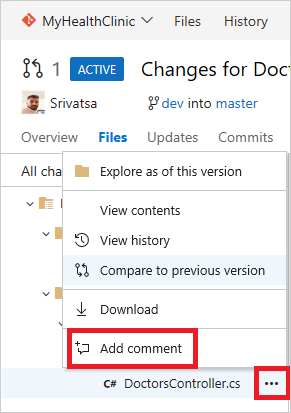 MyHealthClinic Files History
1 ACTIVE Changes for Doc
Srivatsa dev into master
Overview Files Updates Commits
All cha
Explore as of this version
View contents
View history
Compare to previous version
Download
Add comment
C# DoctorsController.cs ...